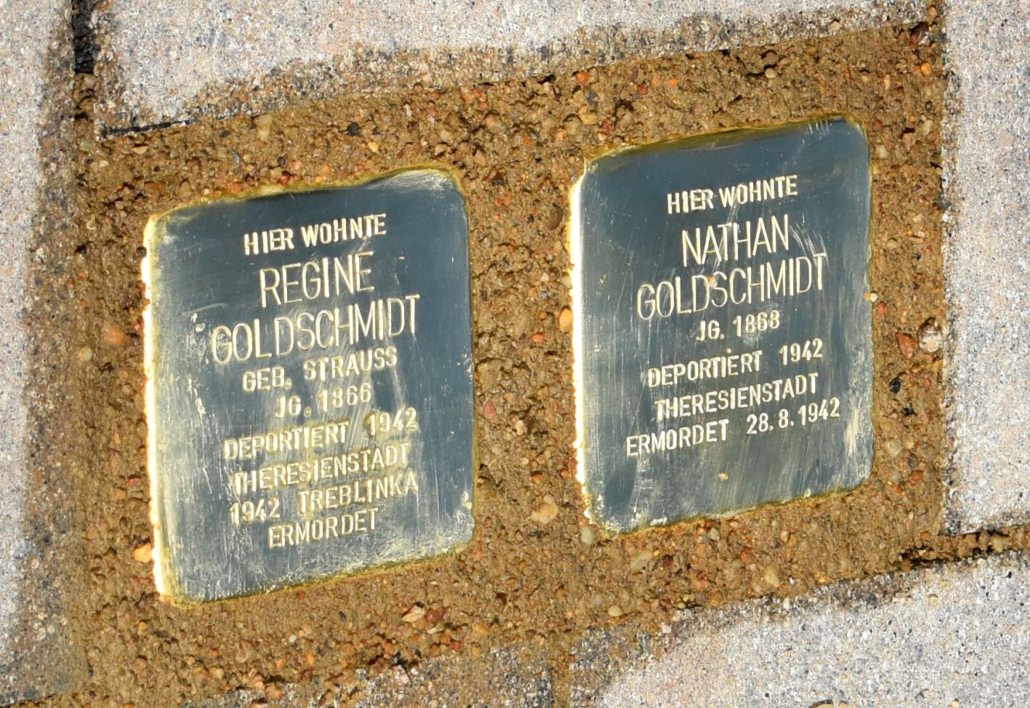 HIER WOHNTE
REGINE
GOLDSCHMIDT
GEB. STRAUSS
JG. 1866
DEPORTIERT 1942
THERESIENSTADT
1942 TREBLINKA
ERMORDET
HIER WOHNTE
NATHAN
GOLDSCHMIDT
JG. 1868
DEPORTIERT 1942
THERESIENSTADT
ERMORDET 28.8.1942